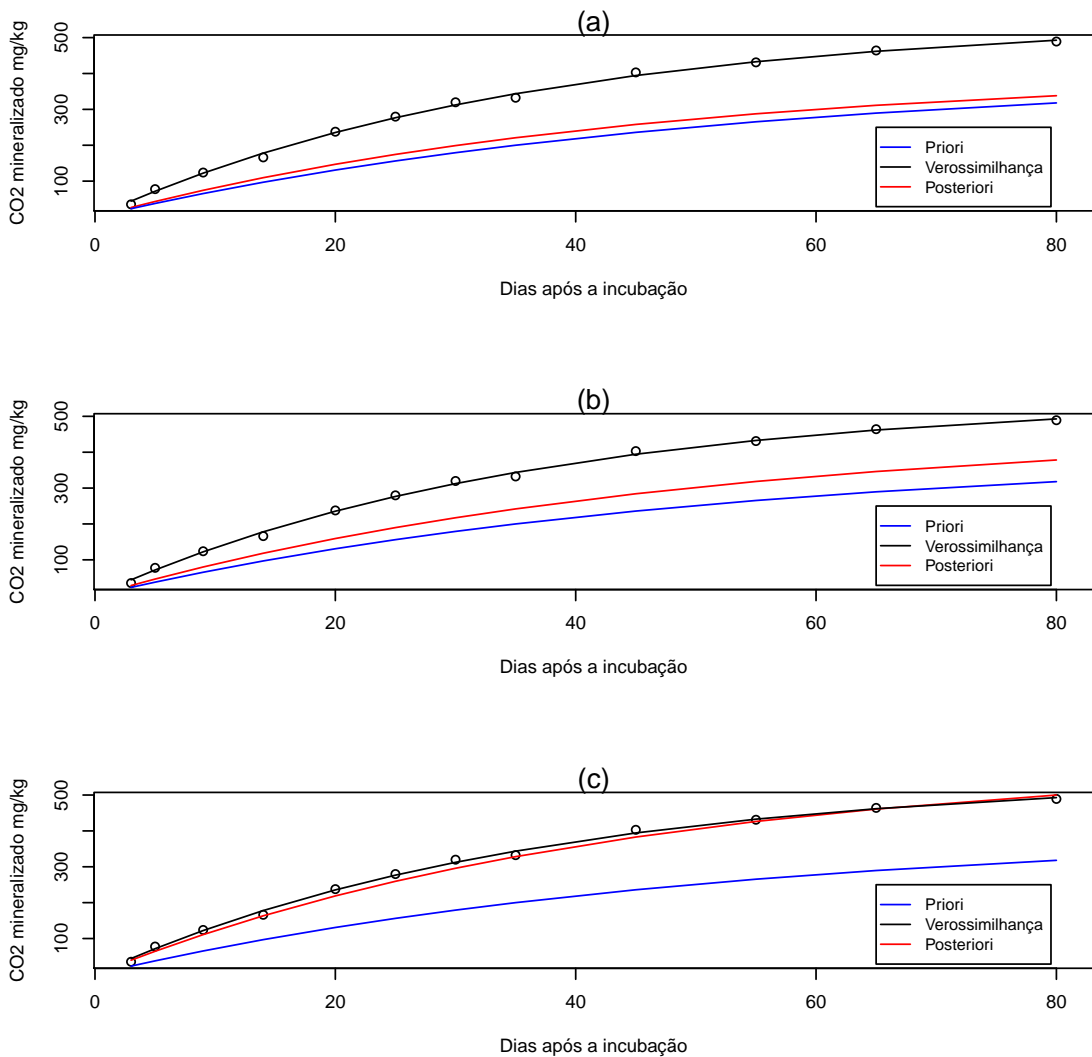 (a)
CO2 mineralizado mg/kg
500
300
100
Priori
Verossimilhança
Posteriori
0 20 40 60 80
Dias após a incubação
(b)
CO2 mineralizado mg/kg
500
300
100
Priori
Verossimilhança
Posteriori
0 20 40 60 80
Dias após a incubação
(c)
CO2 mineralizado mg/kg
500
300
100
Priori
Verossimilhança
Posteriori
0 20 40 60 80
Dias após a incubação